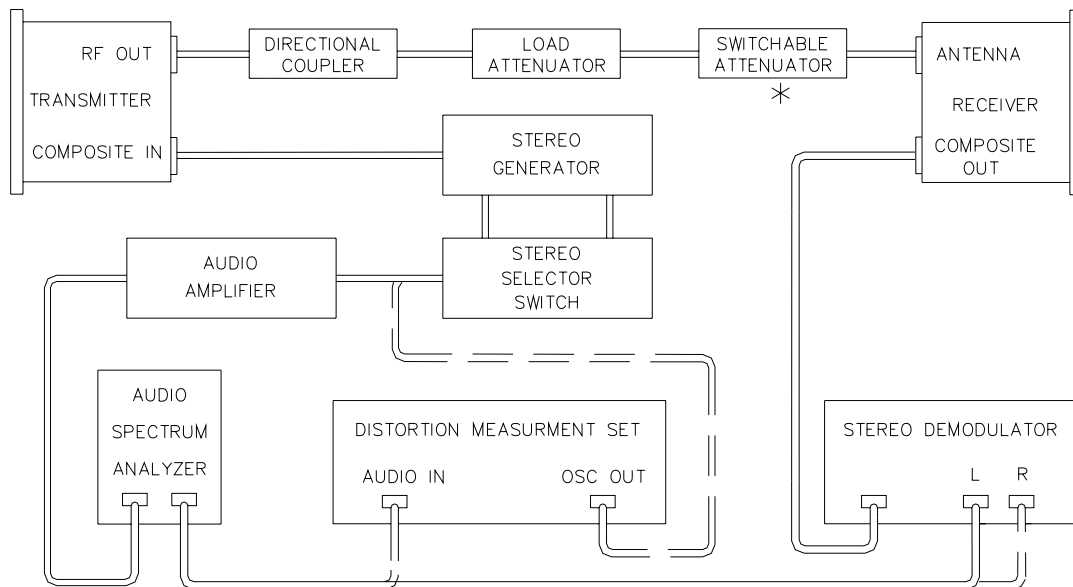 RF OUT
TRANSMITTER
COMPOSITE IN
DIRECTIONAL
COUPLER
LOAD
ATTENUATOR
SWITCHABLE
ATTENUATOR
*
ANTENNA
RECEIVER
COMPOSITE
OUT
STEREO
GENERATOR
AUDIO
AMPLIFIER
STEREO
SELECTOR
SWITCH
AUDIO
SPECTRUM
ANALYZER
DISTORTION MEASURMENT SET
AUDIO IN
OSC OUT
STEREO DEMODULATOR
L R